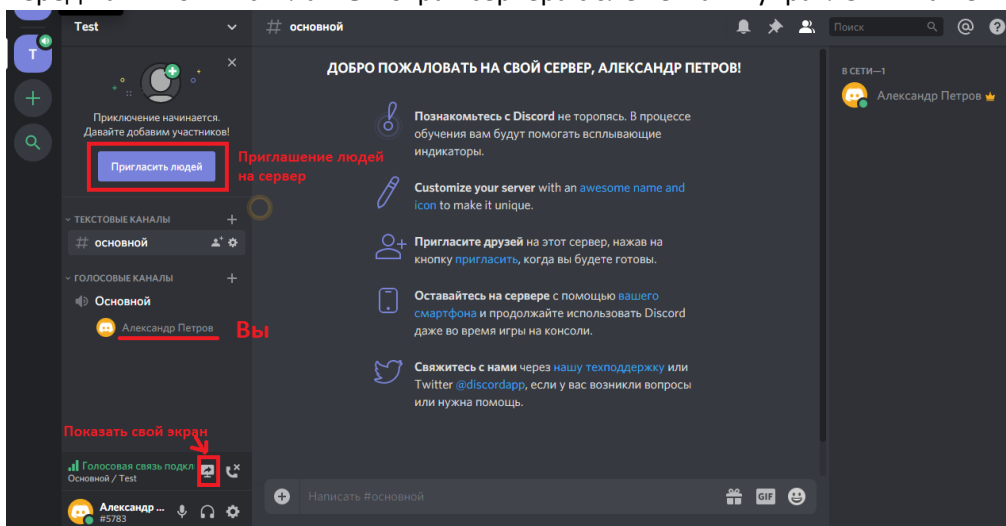 Test
# основной
Поиск
ДОБРО ПОЖАЛОВАТЬ НА СВОЙ СЕРВЕР, АЛЕКСАНДР ПЕТРОВ!
В СЕТИ—1
Александр Петров
T
Приключение начинается.
Давайте добавим участников!
Пригласить людей
Приглашение людей
на сервер
Познакомьтесь с Discord не торопясь. В процессе
обучения вам будут помогать всплывающие
индикаторы.
Customize your server with an awesome name and
icon to make it unique.
ТЕКСТОВЫЕ КАНАЛЫ
# основной
Пригласите друзей на этот сервер, нажав на
кнопку пригласить, когда вы будете готовы.
ГОЛОСОВЫЕ КАНАЛЫ
Основной
Александр Петров
Вы
Оставайтесь на сервере с помощью вашего
смартфона и продолжайте использовать Discord
даже во время игры на консоли.
Свяжитесь с нами через нашу техподдержку или
Twitter @discordapp, если у вас возникли вопросы
или нужна помощь.
Показать свой экран
Голосовая связь подкл
Основной / Test
Александр ...
#5783
Написать #основной
GIF